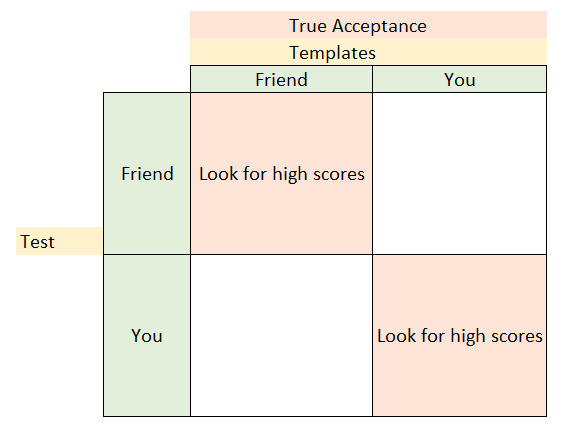 True Acceptance
Templates
Friend You
Friend Look for high scores
Test
You Look for high scores